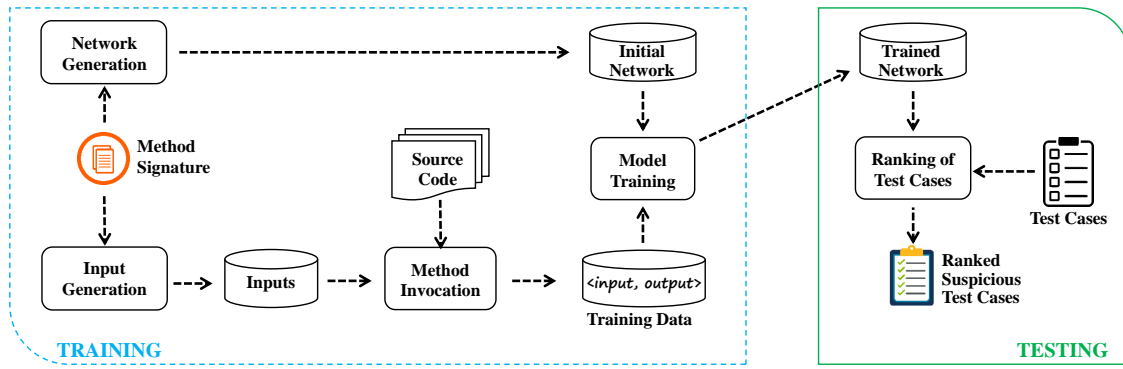 Network
Generation
Initial
Network
Trained
Network
Method
Signature
Source
Code
Model
Training
Ranking of
Test Cases
Test Cases
Input
Generation
Inputs
Method
Invocation
<input, output>
Training Data
Ranked
Suspicious
Test Cases
TRAINING
TESTING